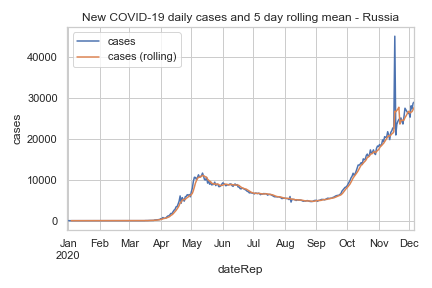 New COVID-19 daily cases and 5 day rolling mean - Russia
cases
cases (rolling)
40000
30000
20000
10000
0
cases
Jan Feb Mar Apr May Jun Jul Aug Sep Oct Nov Dec
2020
dateRep